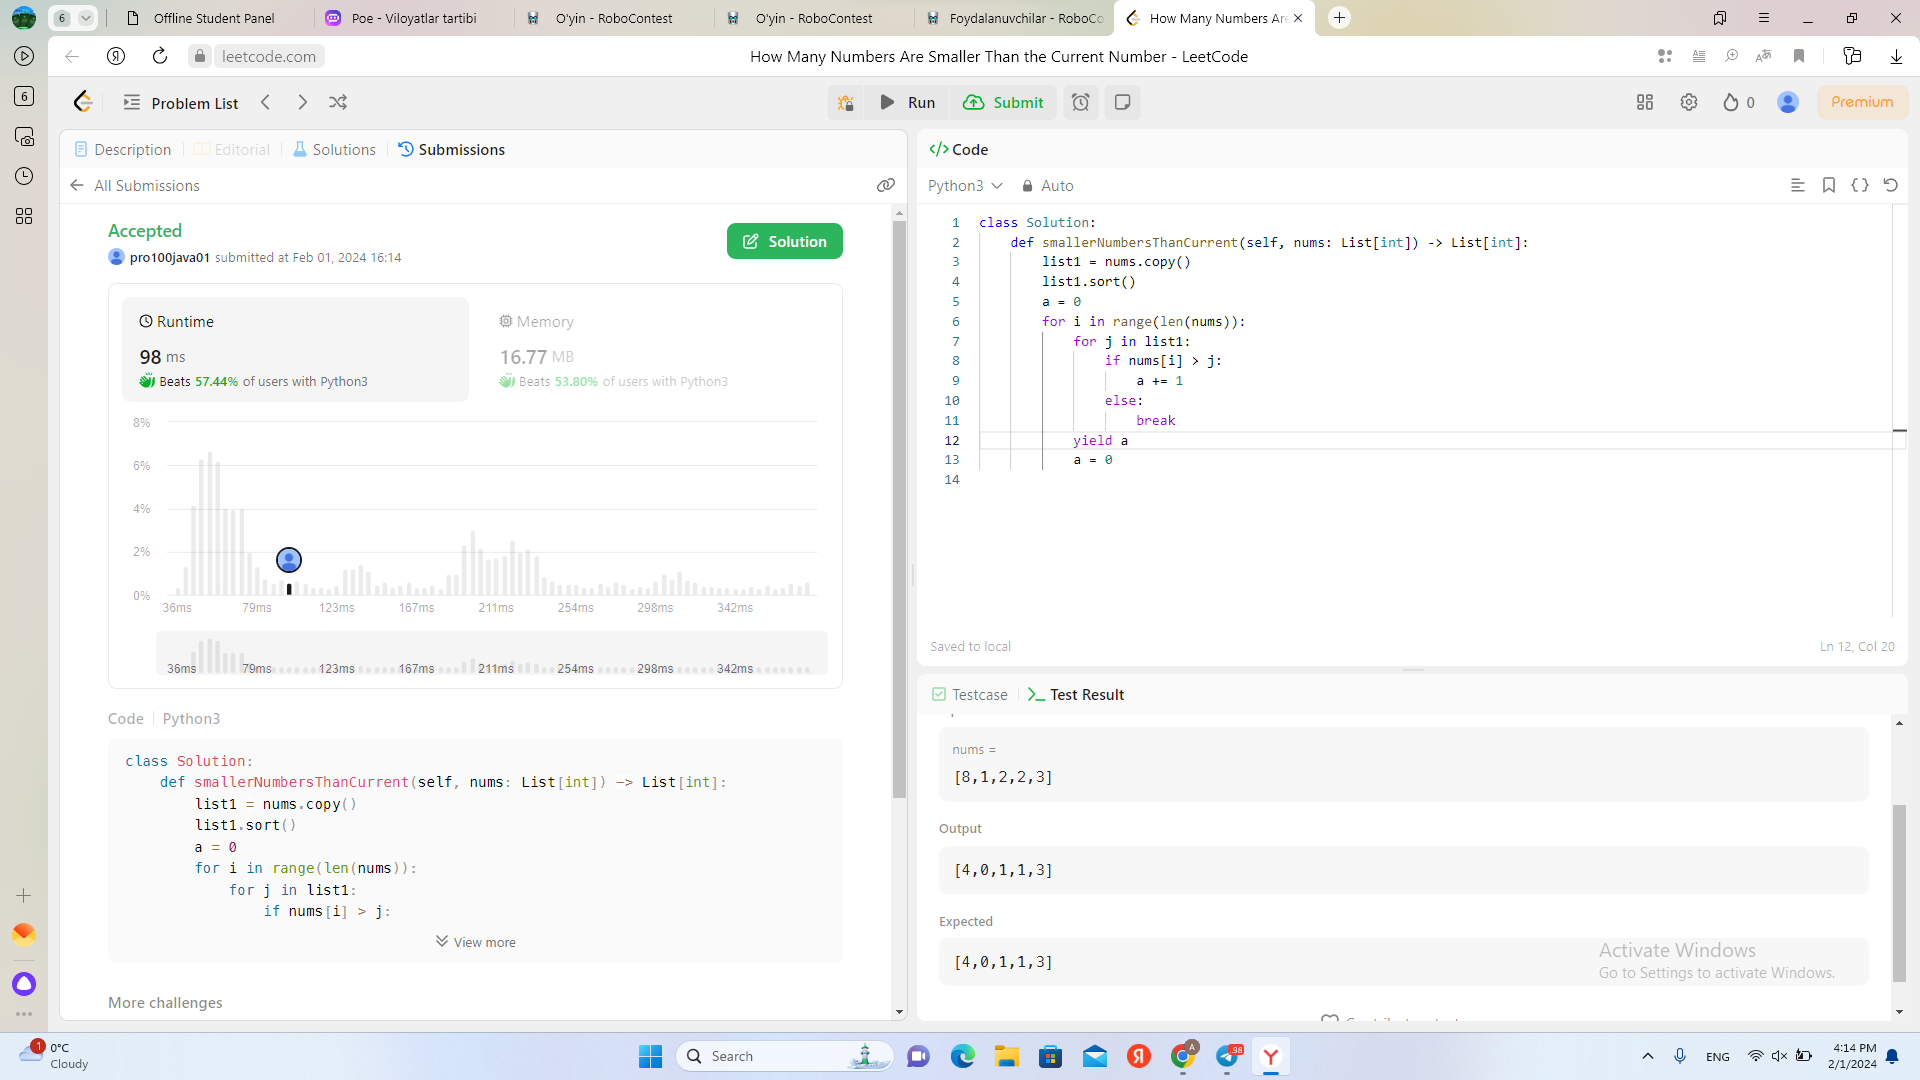 6
Offline Student Panel
Poe - Viloyatlar tartibi
O'yin - RoboContest
O'yin - RoboContest
Foydalanuvchilar - RoboCo
How Many Numbers Are
leetcode.com
How Many Numbers Are Smaller Than the Current Number - LeetCode
6
Problem List
Run
Submit
0
Premium
Description
Editorial
Solutions
Submissions
All Submissions
Accepted
pro100java01 submitted at Feb 01, 2024 16:14
Solution
Runtime
98 ms
Beats 57.44% of users with Python3
Memory
16.77 MB
Beats 53.80% of users with Python3
8%
6%
4%
2%
0%
36ms 79ms 123ms 167ms 211ms 254ms 298ms 342ms
36ms 79ms 123ms 167ms 211ms 254ms 298ms 342ms
Code | Python3
class Solution:
def smallerNumbersThanCurrent(self, nums: List[int]) -> List[int]:
list1 = nums.copy()
list1.sort()
a = 0
for i in range(len(nums)):
for j in list1:
if nums[i] > j:
View more
More challenges
</> Code
Python3
Auto
1 class Solution:
2 def smallerNumbersThanCurrent(self, nums: List[int]) -> List[int]:
3 list1 = nums.copy()
4 list1.sort()
5 a = 0
6 for i in range(len(nums)):
7 for j in list1:
8 if nums[i] > j:
9 a += 1
10 else:
11 break
12 yield a
13 a = 0
14
Saved to local
Ln 12, Col 20
Testcase
Test Result
nums =
[8,1,2,2,3]
Output
[4,0,1,1,3]
Expected
[4,0,1,1,3]
Activate Windows
Go to Settings to activate Windows.
1
0°C
Cloudy
Search
Я
A
98
Y
ENG
4:14 PM
2/1/2024